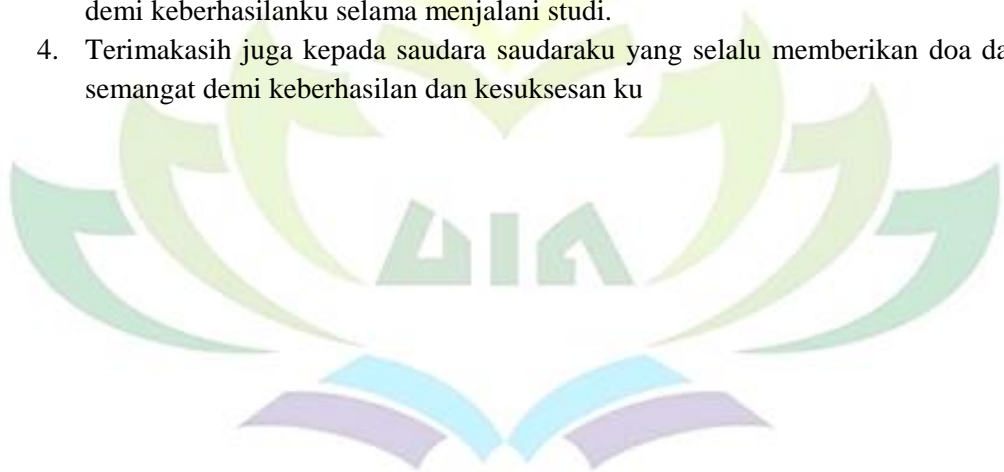 demi keberhasilanku selama menjalani studi.
4. Terimakasih juga kepada saudara saudaraku yang selalu memberikan doa da
semangat demi keberhasilan dan kesuksesan ku